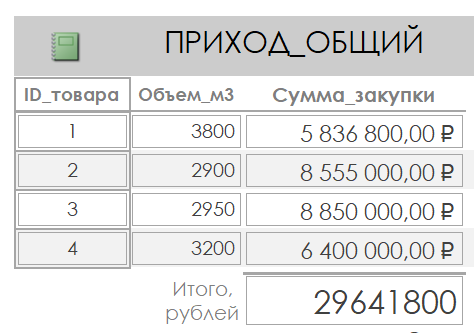 ПРИХОД_ОБЩИЙ
ID_товара Объем_м3 Сумма_закупки
1 3800 5 836 800,00 ₽
2 2900 8 555 000,00 ₽
3 2950 8 850 000,00 ₽
4 3200 6 400 000,00 ₽
Итого,
рублей 29641800